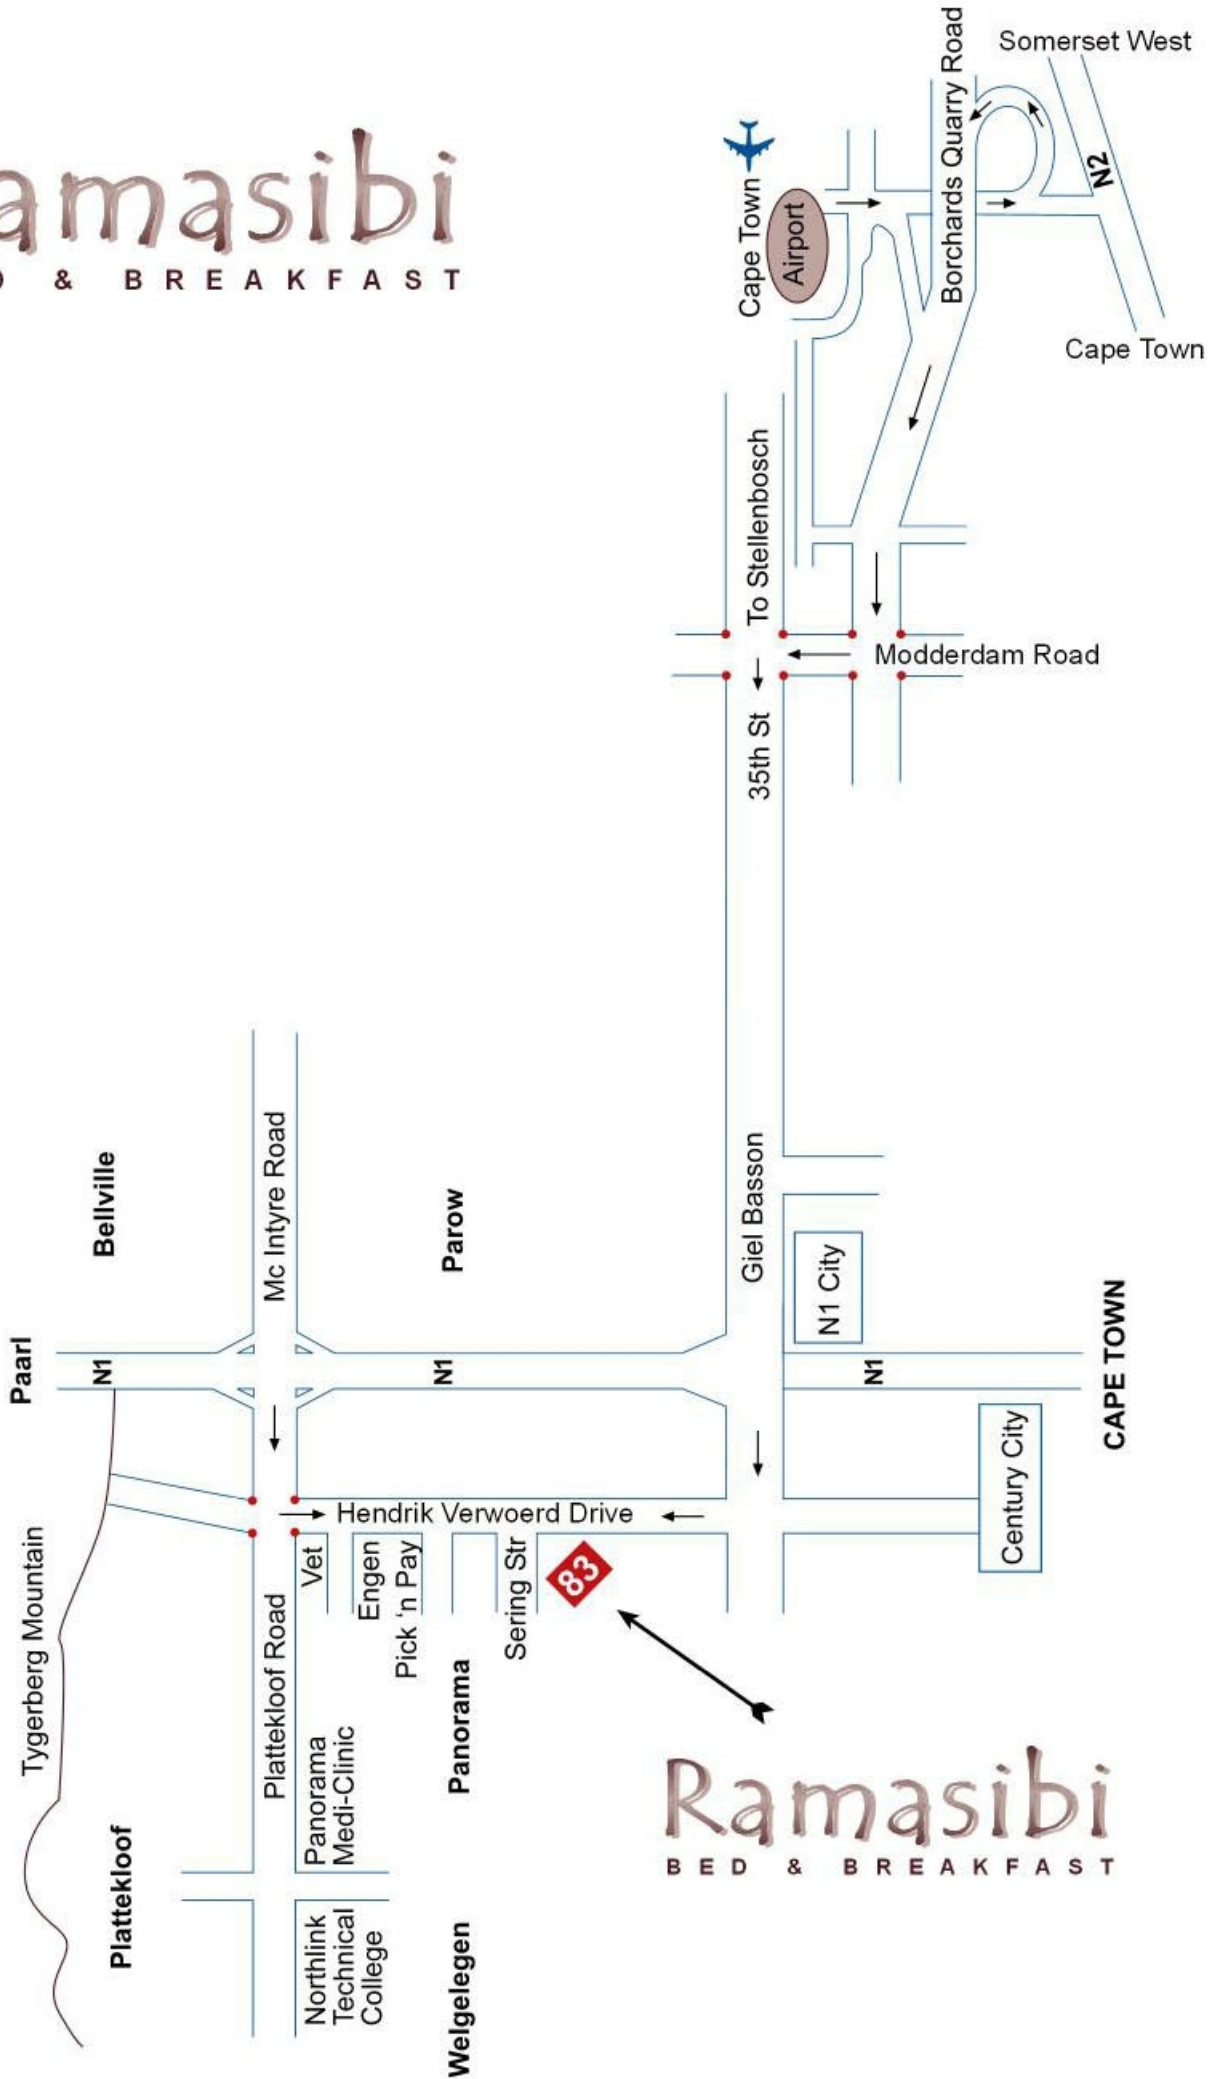 amasibi
& BREAKFAST
Somerset West
Borchards Quarry Road
N2
Cape Town
Airport
Cape Town
To Stellenbosch
Modderdam Road
35th St
Giel Basson
N1 City
Mc Intyre Road
Bellville
Parow
Paarl
N1
N1
N1
CAPE TOWN
Century City
Hendrik Verwoerd Drive
Vet
Engen
Pick 'n Pay
Sering Str
83
Tygerberg Mountain
Plattekloof Road
Panorama
Medi-Clinic
Panorama
Plattekloof
Northlink
Technical
College
Welgelegen
Ramasibi
BED & BREAKFAST